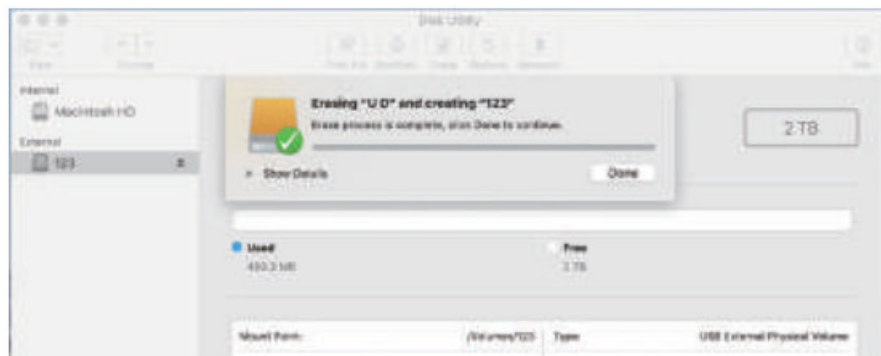 Disk Utility
Internal
Macintosh HD
External
123
Erasing "U D" and creating "123"
Erase process is complete, click Done to continue.
Show Details
Done
2 TB
Used
Free
2 TB
Mount Point:
/Volumes/123
Type:
USB External Physical Volume